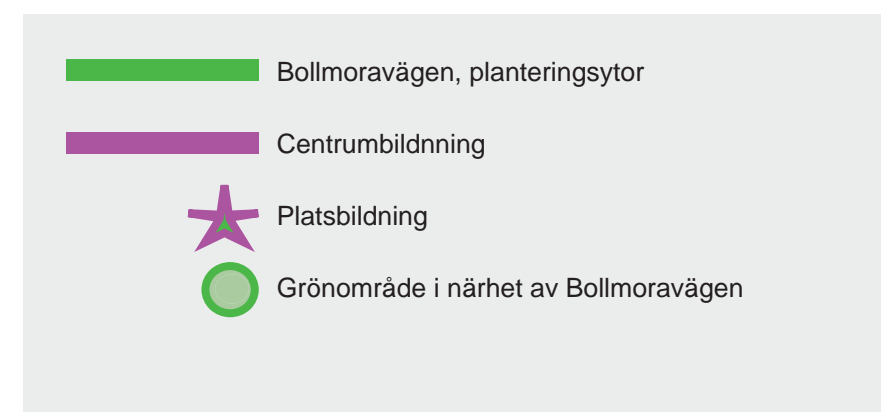 Bollmoravägen, planteringsytor
Centrumbildnning
Platsbildning
Grönområde i närhet av Bollmoravägen